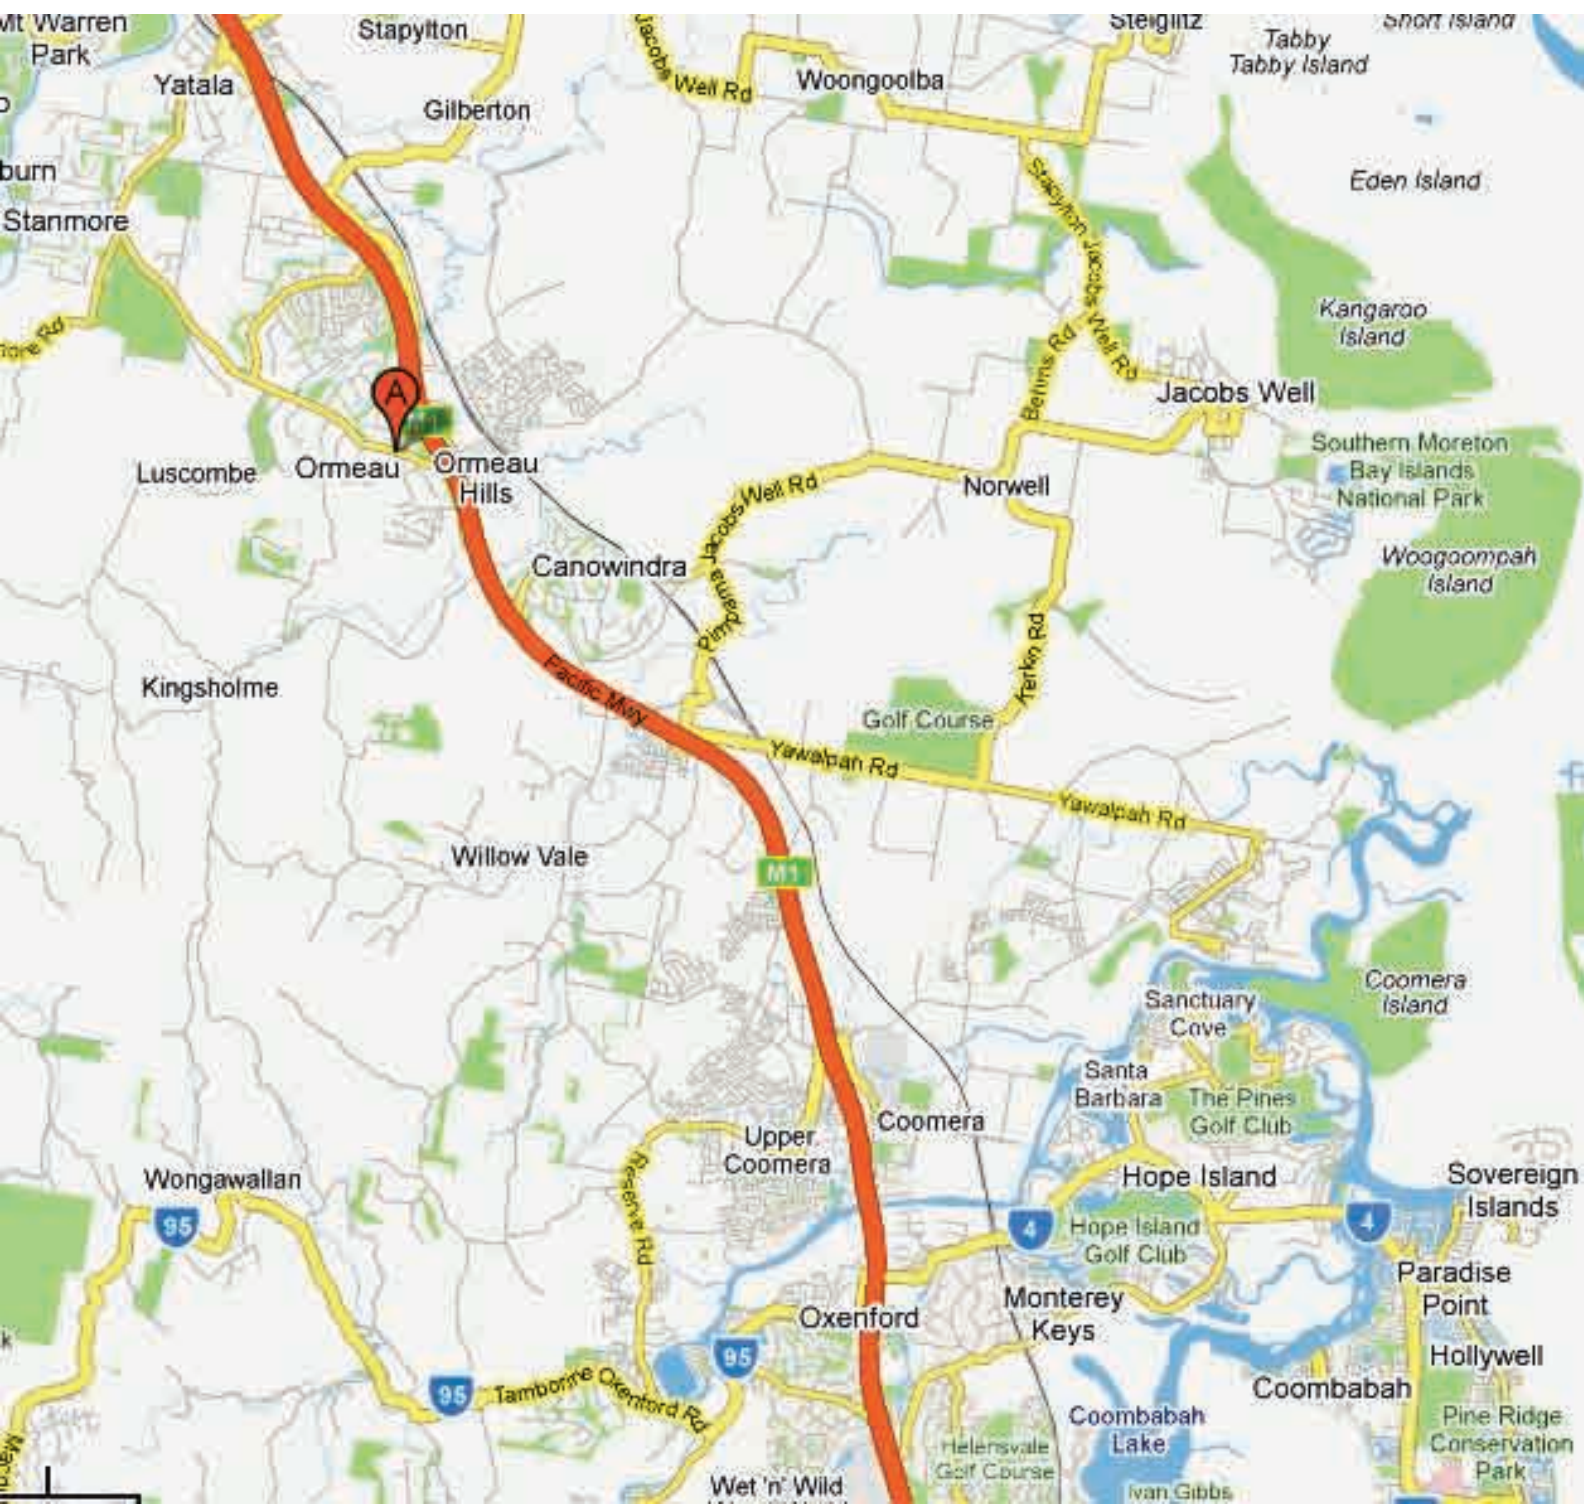 Mt Warren
Park
Stapylton
Steiglitz
Short Island
Tabby
Tabby Island
Yatala
Gilberton
Jacobs Well Rd
Woongoolba
burn
Eden Island
Stanmore
Stapylton Jacobs Well Rd
Kangaroo
Island
Behms Rd
A
Jacobs Well
Southern Moreton
Bay Islands
National Park
Luscombe
Ormeau
Ormeau
Hills
Norwell
Pimpama Jacobs Well Rd
Canowindra
Woogoompah
Island
Kerkin Rd
Kingsholme
Pacific Mwy
Golf Course
Yawalpah Rd
Yawalpah Rd
Willow Vale
M1
Coomera
Island
Sanctuary
Cove
Santa
Barbara
The Pines
Golf Club
Coomera
Upper
Coomera
Reserve Rd
Wongawallan
Hope Island
Sovereign
Islands
95
4
4
Hope Island
Golf Club
Paradise
Point
Monterey
Keys
Oxenford
95
Hollywell
95
Tamborine Oxenford Rd
Coombabah
Coombabah
Lake
Pine Ridge
Conservation
Park
Helensvale
Golf Course
Wet 'n' Wild
Ivan Gibbs